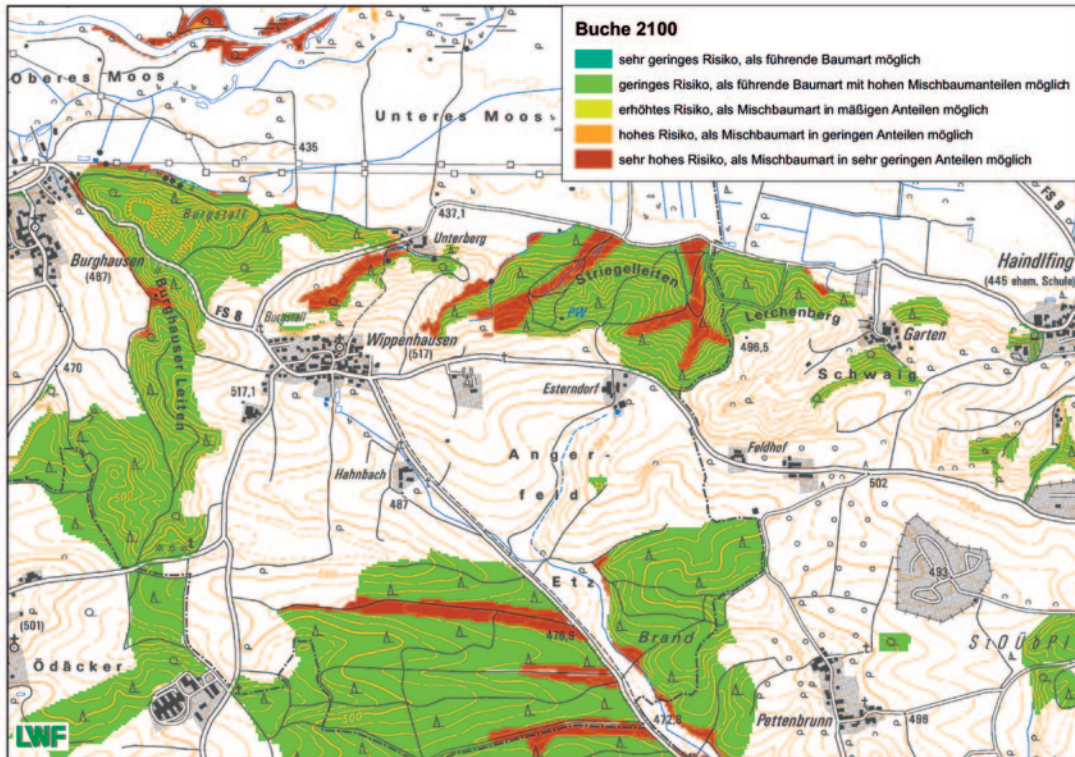 Buche 2100
sehr geringes Risiko, als führende Baumart möglich
geringes Risiko, als führende Baumart mit hohen Mischbaumanteilen möglich
erhöhtes Risiko, als Mischbaumart in mäßigen Anteilen möglich
hohes Risiko, als Mischbaumart in geringen Anteilen möglich
sehr hohes Risiko, als Mischbaumart in sehr geringen Anteilen möglich
Oberes Moos
Unteres Moos
435
FS 9
437,1
Burgstall
Unterberg
Burghausen
(487)
Haindlfing
(445 ehem. Schule)
Striegelleiten
Burghauser Leiten
FS 8
Burgstall
PW
Lerchenberg
Garten
Wippenhausen
(517)
496,5
470
Schwaig
517,1
Esterndorf
Anger-
feld
Feldhof
Hahnbach
487
502
500
Etz
493
(501)
478,9
Brand
StOÜbPl
Ödäcker
500
472,8
Pettenbrunn
498
LWF